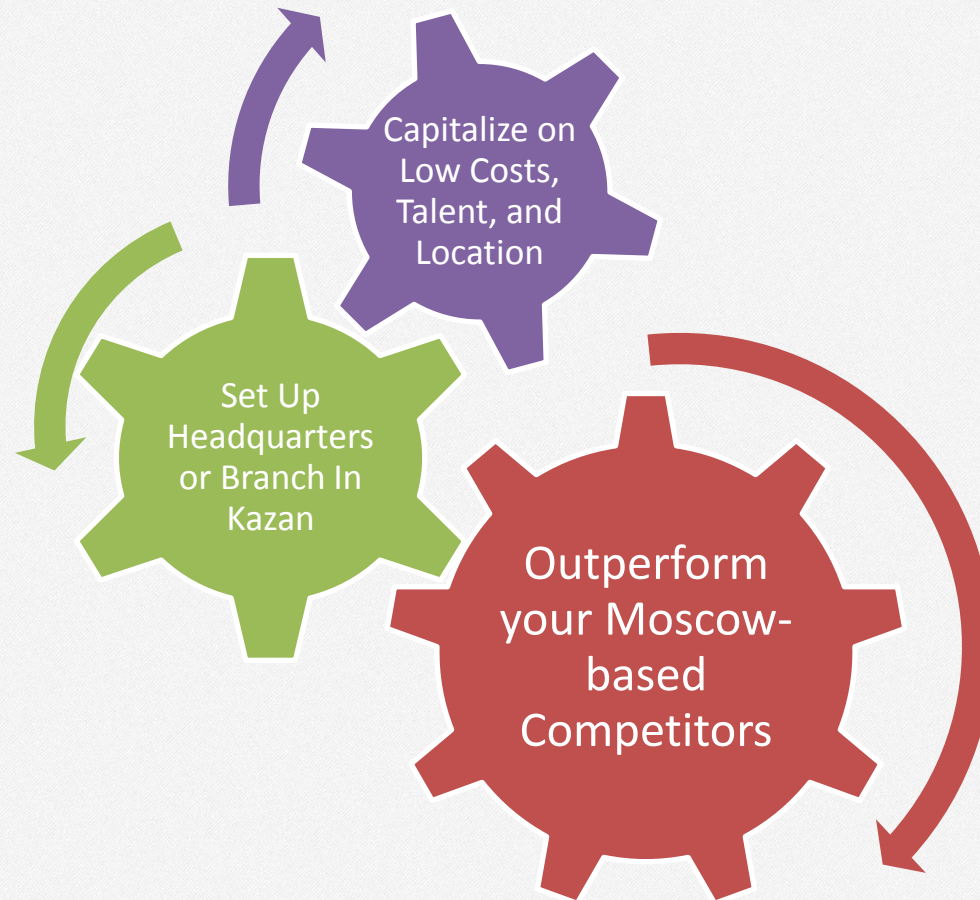 Capitalize on
Low Costs,
Talent, and
Location
Set Up
Headquarters
or Branch In
Kazan
Outperform
your Moscow-
based
Competitors